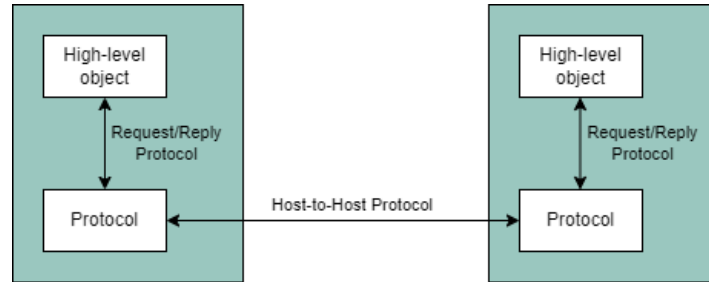 High-level
object
Request/Reply
Protocol
Protocol
Host-to-Host Protocol
High-level
object
Request/Reply
Protocol
Protocol